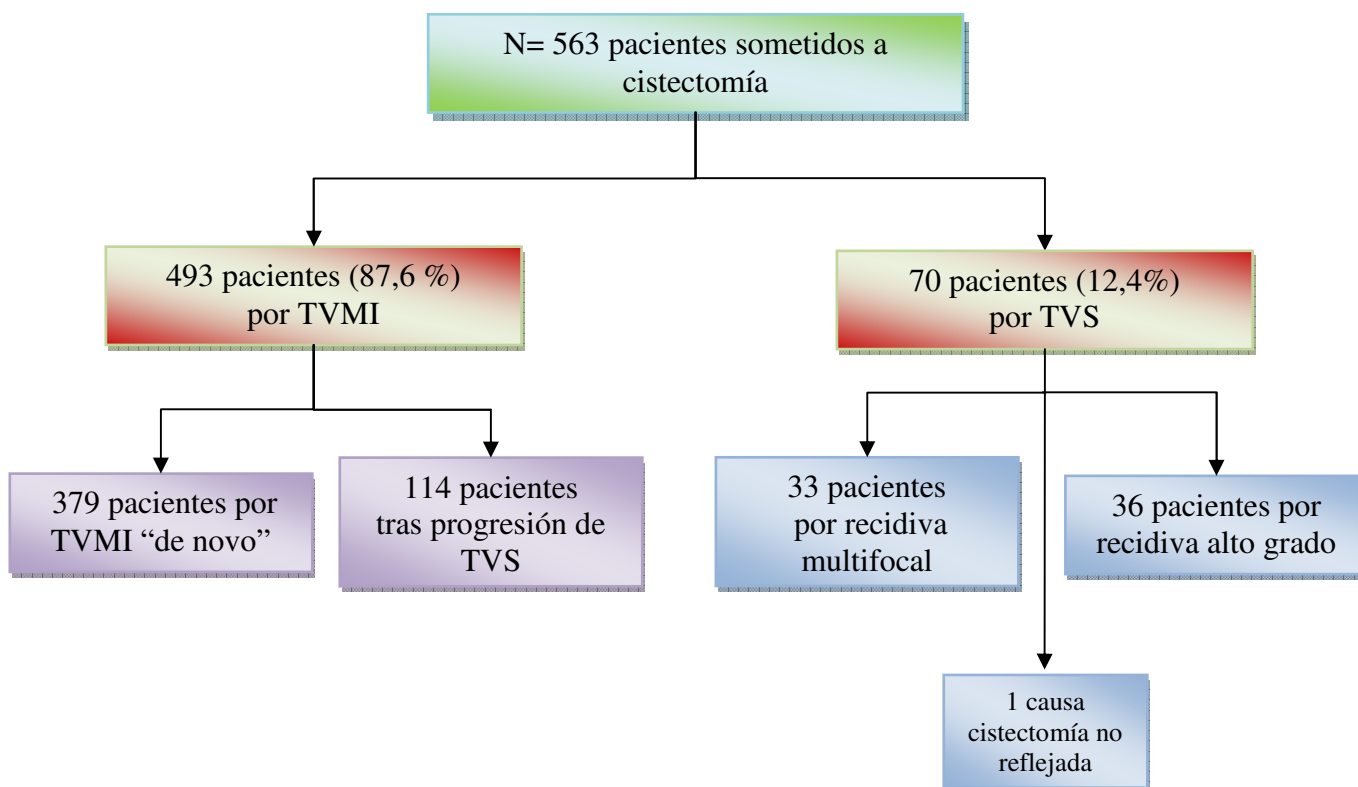 N= 563 pacientes sometidos a
cistectomía
493 pacientes (87,6 %)
por TVMI
70 pacientes (12,4%)
por TVS
379 pacientes por
TVMI “de novo”
114 pacientes
tras progresión de
TVS
33 pacientes
por recidiva
multifocal
36 pacientes por
recidiva alto grado
1 causa
cistectomía no
reflejada